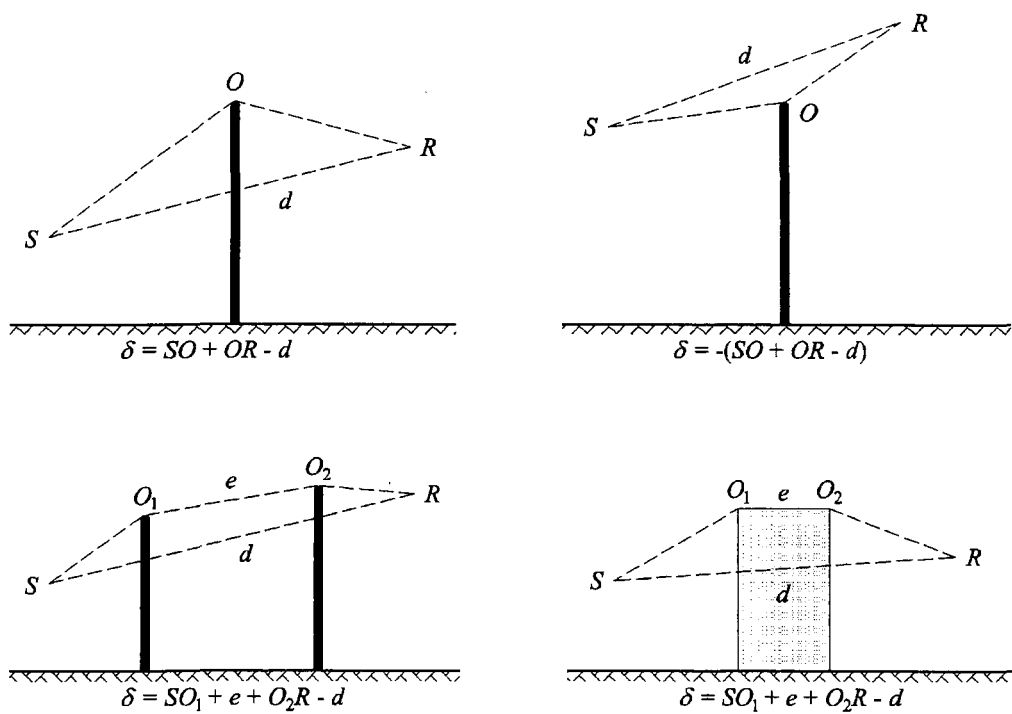 O
R
d
S
δ = SO + OR - d
R
d
S
O
δ = -(SO + OR - d)
O₁
e
O₂
R
d
S
δ = SO₁ + e + O₂R - d
O₁ e O₂
R
S
d
δ = SO₁ + e + O₂R - d